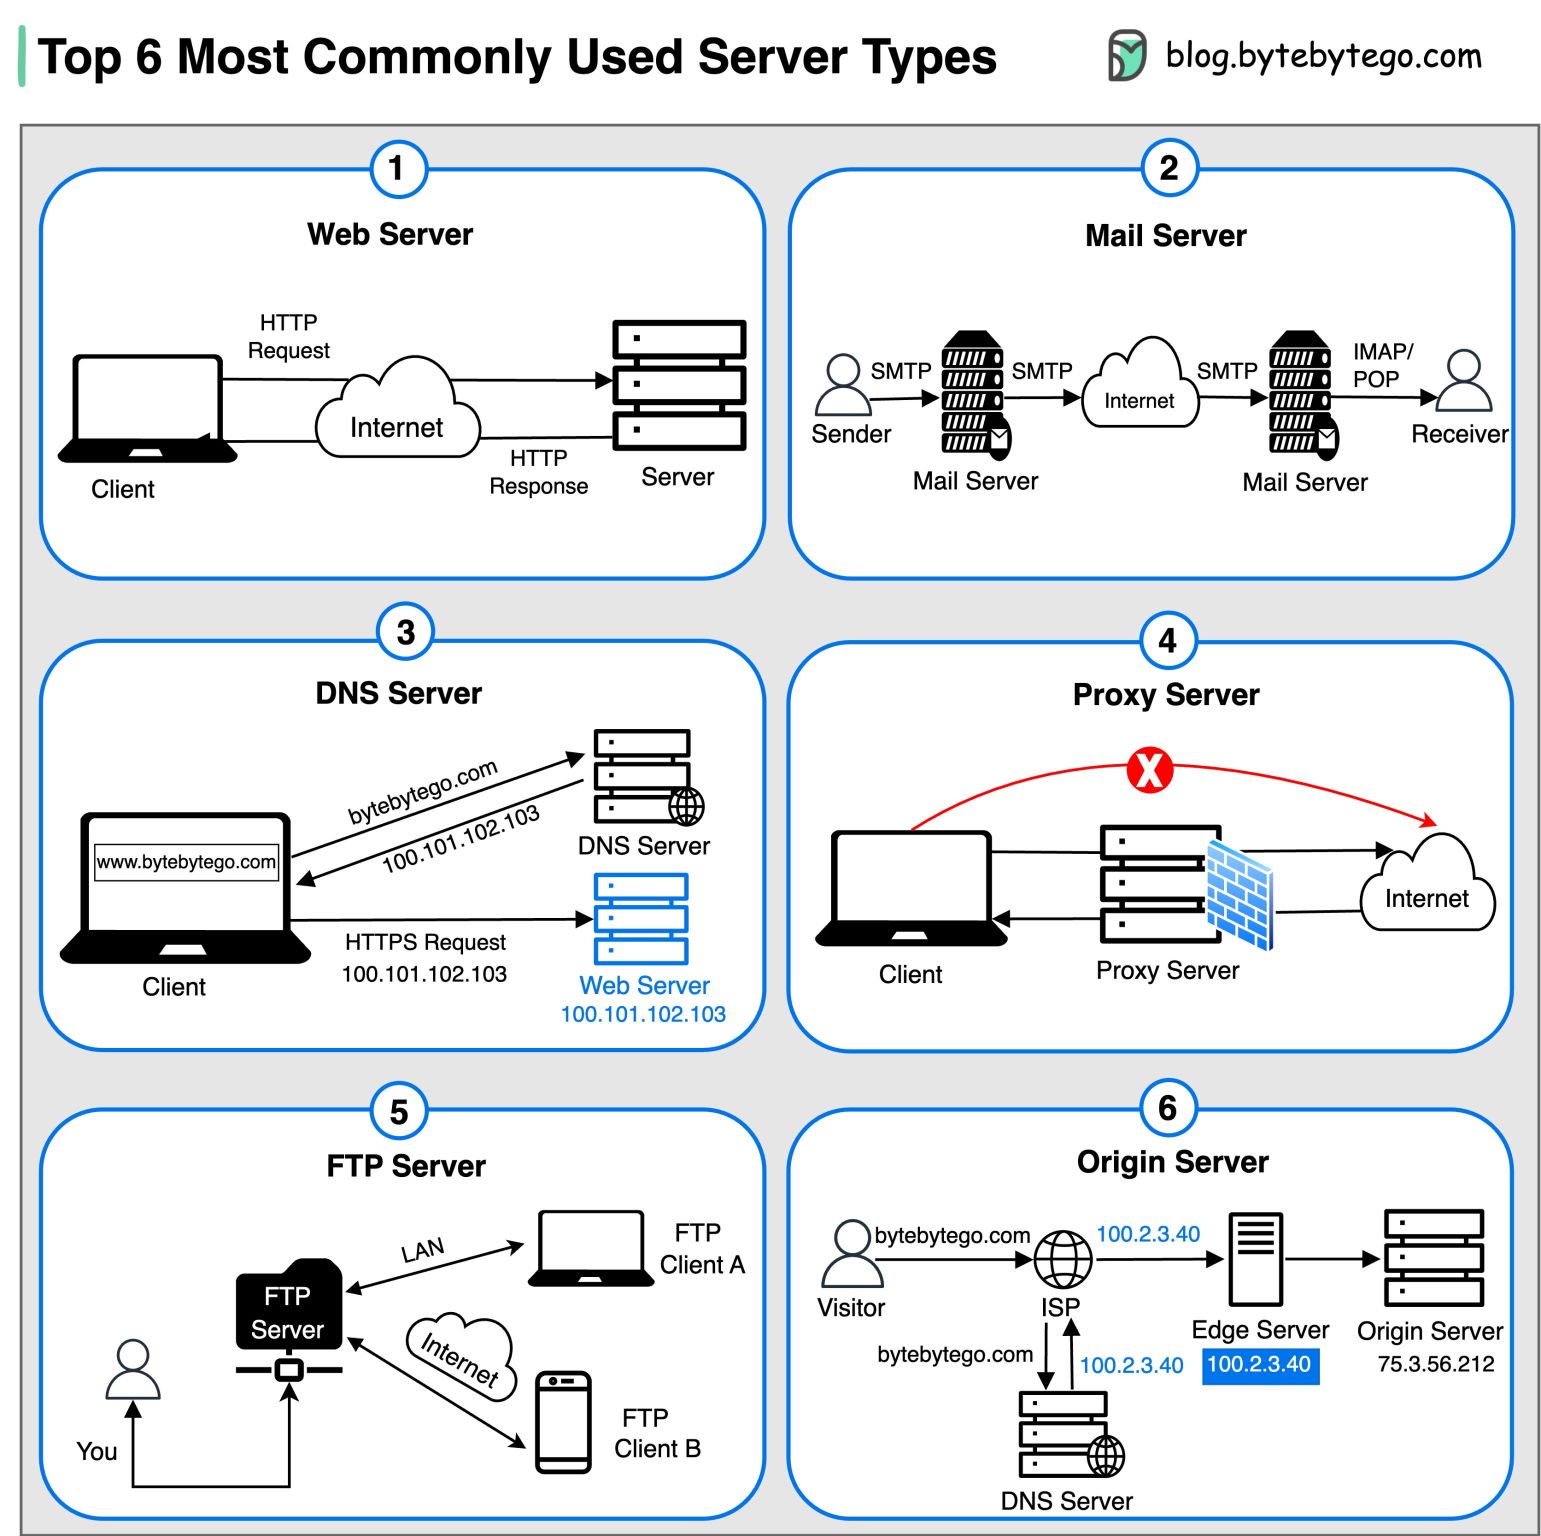 Top 6 Most Commonly Used Server Types
blog.bytebytego.com
1
Web Server
HTTP
Request
Internet
HTTP
Response
Client
Server
2
Mail Server
SMTP
SMTP
SMTP
IMAP/
POP
Internet
Sender
Mail Server
Mail Server
Receiver
3
DNS Server
bytebytego.com
100.101.102.103
www.bytebytego.com
DNS Server
HTTPS Request
100.101.102.103
Client
Web Server
100.101.102.103
4
Proxy Server
X
Internet
Client
Proxy Server
5
FTP Server
LAN
FTP
Client A
FTP
Server
Internet
You
FTP
Client B
6
Origin Server
bytebytego.com
100.2.3.40
Visitor
ISP
Edge Server
100.2.3.40
Origin Server
75.3.56.212
bytebytego.com
100.2.3.40
DNS Server